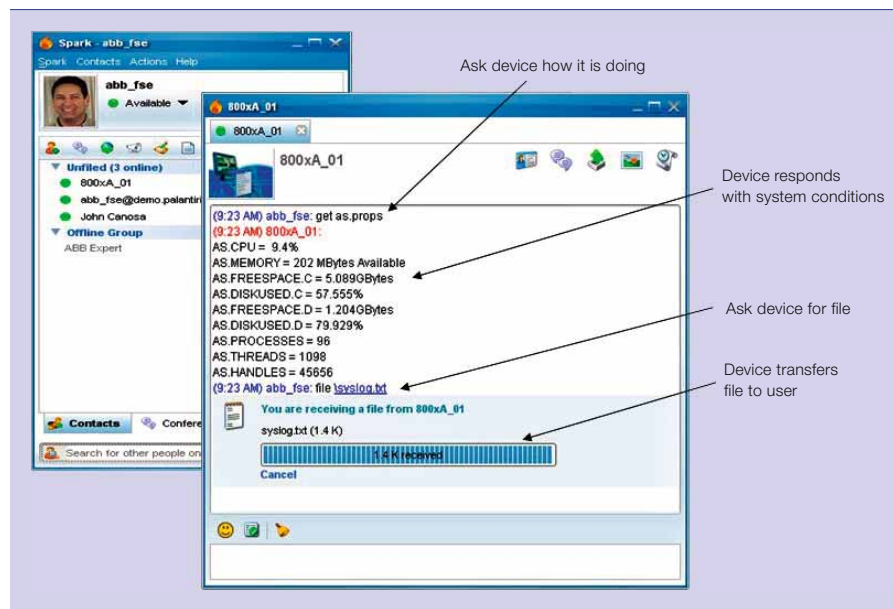 Spark - abb_fse
Spark Contacts Actions Help
abb_fse
Available
Unfiled (3 online)
800xA_01
abb_fse@demo.palantiri
John Canosa
Offline Group
ABB Expert
Contacts
Confere
Search for other people on
800xA_01
800xA_01
800xA_01
(9:23 AM) abb_fse: get as.props
(9:23 AM) 800xA_01:
AS.CPU = 9.4%
AS.MEMORY = 202 MBytes Available
AS.FREESPACE.C = 5.089GBytes
AS.DISKUSED.C = 57.555%
AS.FREESPACE.D = 1.204GBytes
AS.DISKUSED.D = 79.929%
AS.PROCESSES = 96
AS.THREADS = 1098
AS.HANDLES = 45656
(9:23 AM) abb_fse: file \syslog.txt
You are receiving a file from 800xA_01
syslog.txt (1.4 K)
1.4 K received
Cancel
Ask device how it is doing
Device responds
with system conditions
Ask device for file
Device transfers
file to user